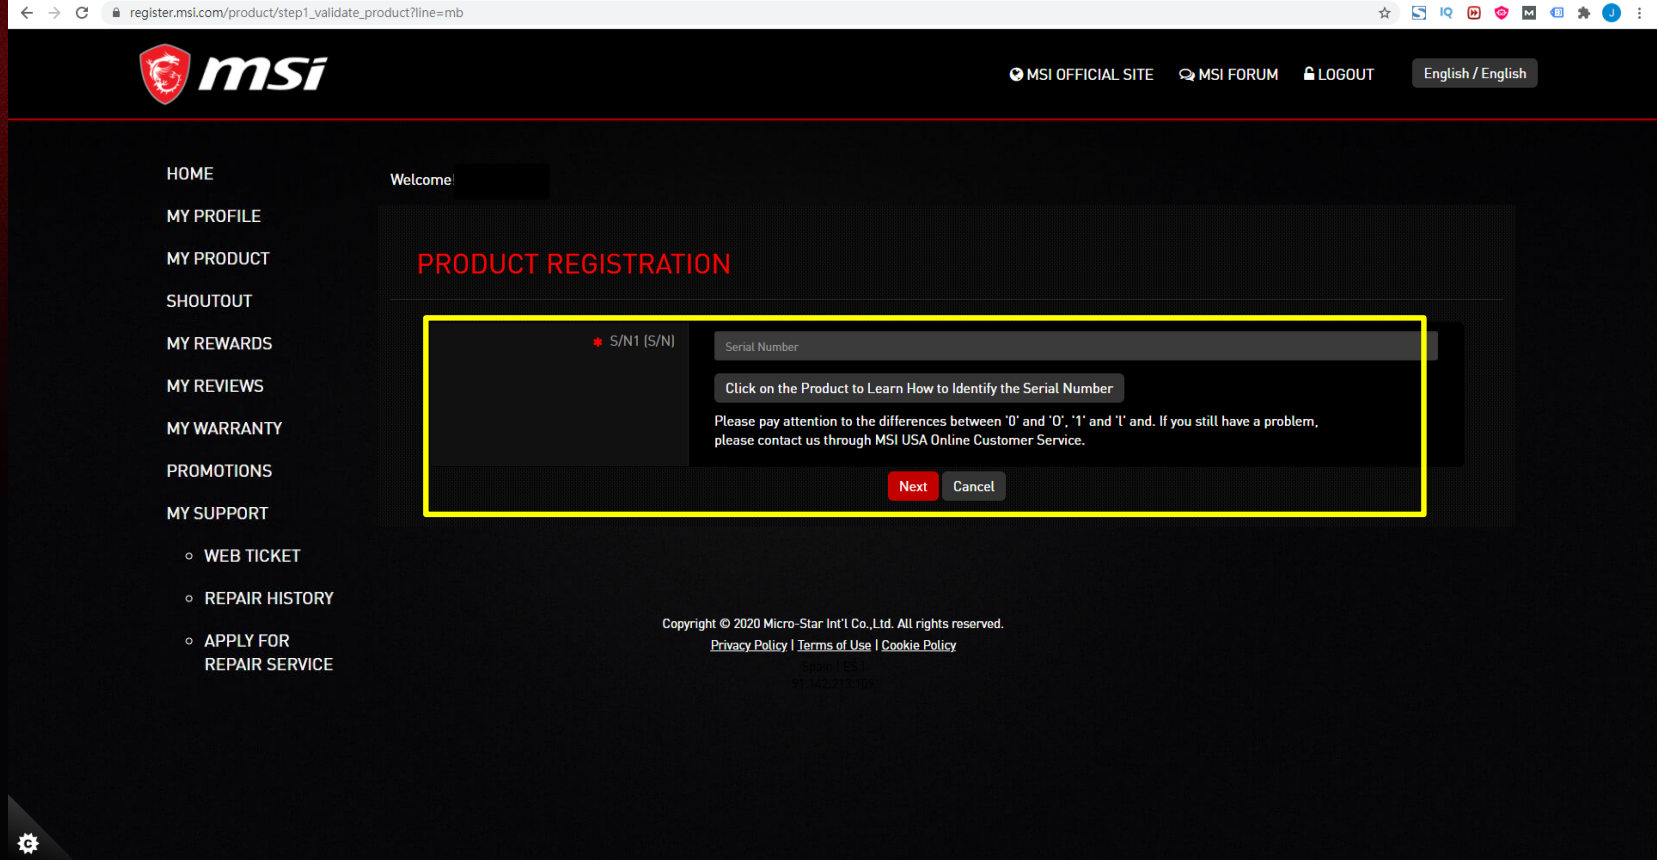 register.msi.com/product/step1_validate_product?line=mb
msi
MSI OFFICIAL SITE
MSI FORUM
LOGOUT
English / English
HOME
MY PROFILE
MY PRODUCT
SHOUTOUT
MY REWARDS
MY REVIEWS
MY WARRANTY
PROMOTIONS
MY SUPPORT
WEB TICKET
REPAIR HISTORY
APPLY FOR
REPAIR SERVICE
Welcome!
PRODUCT REGISTRATION
* S/N1 (S/N)
Serial Number
Click on the Product to Learn How to Identify the Serial Number
Please pay attention to the differences between '0' and 'O', '1' and 'l' and. If you still have a problem,
please contact us through MSI USA Online Customer Service.
Next
Cancel
Copyright © 2020 Micro-Star Int'l Co.,Ltd. All rights reserved.
Privacy Policy | Terms of Use | Cookie Policy